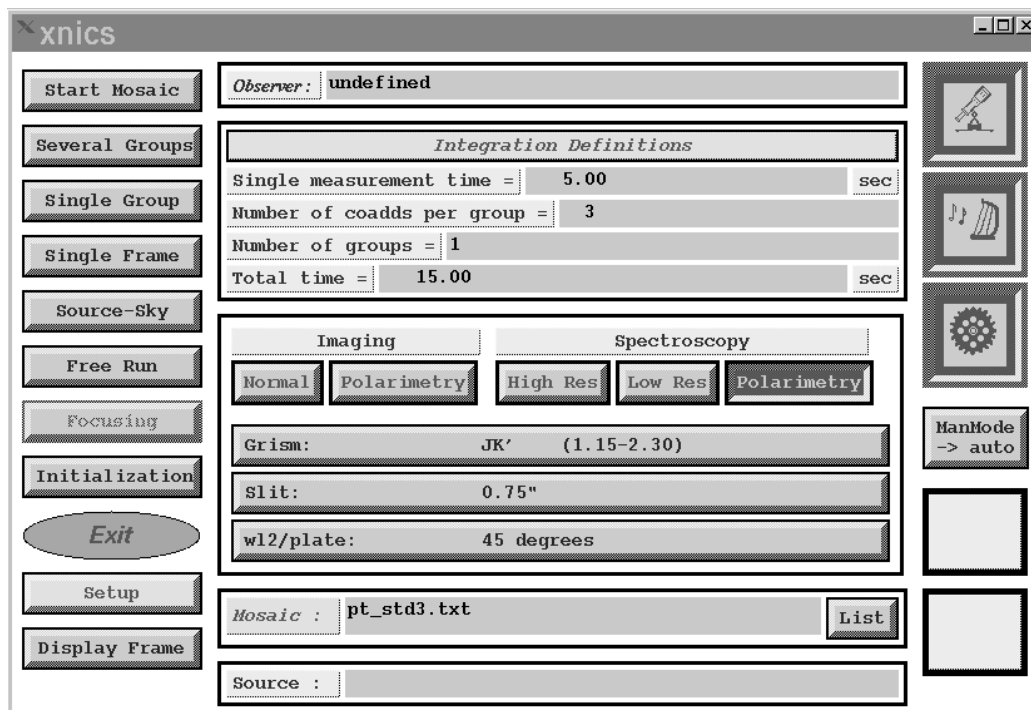 xnics
Start Mosaic
Several Groups
Single Group
Single Frame
Source-Sky
Free Run
Focusing
Initialization
Exit
Setup
Display Frame
Observer: undefined
Integration Definitions
Single measurement time = 5.00 sec
Number of coadds per group = 3
Number of groups = 1
Total time = 15.00 sec
Imaging Spectroscopy
Normal Polarimetry High Res Low Res Polarimetry
Grism: JK' (1.15-2.30)
Slit: 0.75"
wl2/plate: 45 degrees
Mosaic : pt_std3.txt List
Source :
ManMode
-> auto